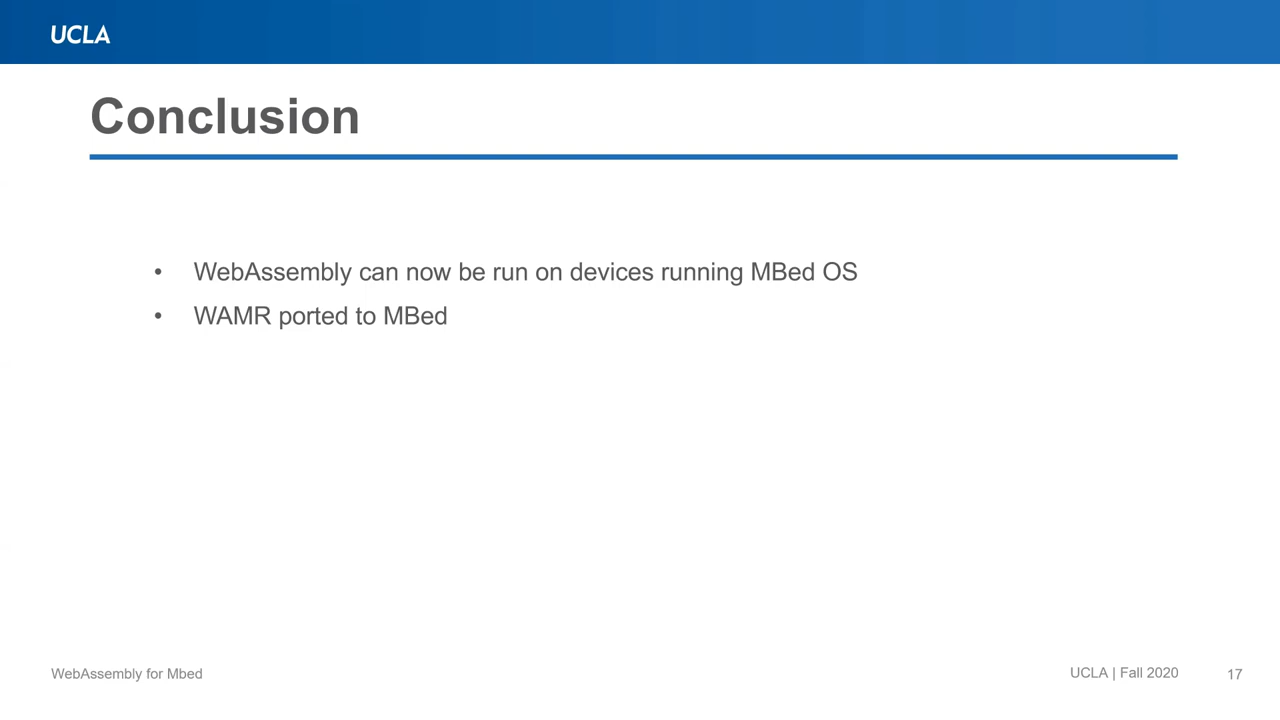 UCLA
Conclusion
• WebAssembly can now be run on devices running MBed OS
• WAMR ported to MBed
WebAssembly for Mbed
UCLA | Fall 2020
17